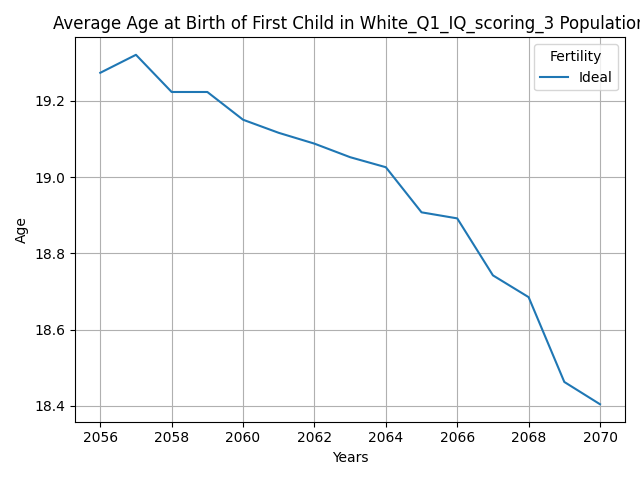 Average Age at Birth of First Child in White_Q1_IQ_scoring_3 Population
Fertility
Ideal
19.2
19.0
18.8
18.6
18.4
Age
2056 2058 2060 2062 2064 2066 2068 2070
Years